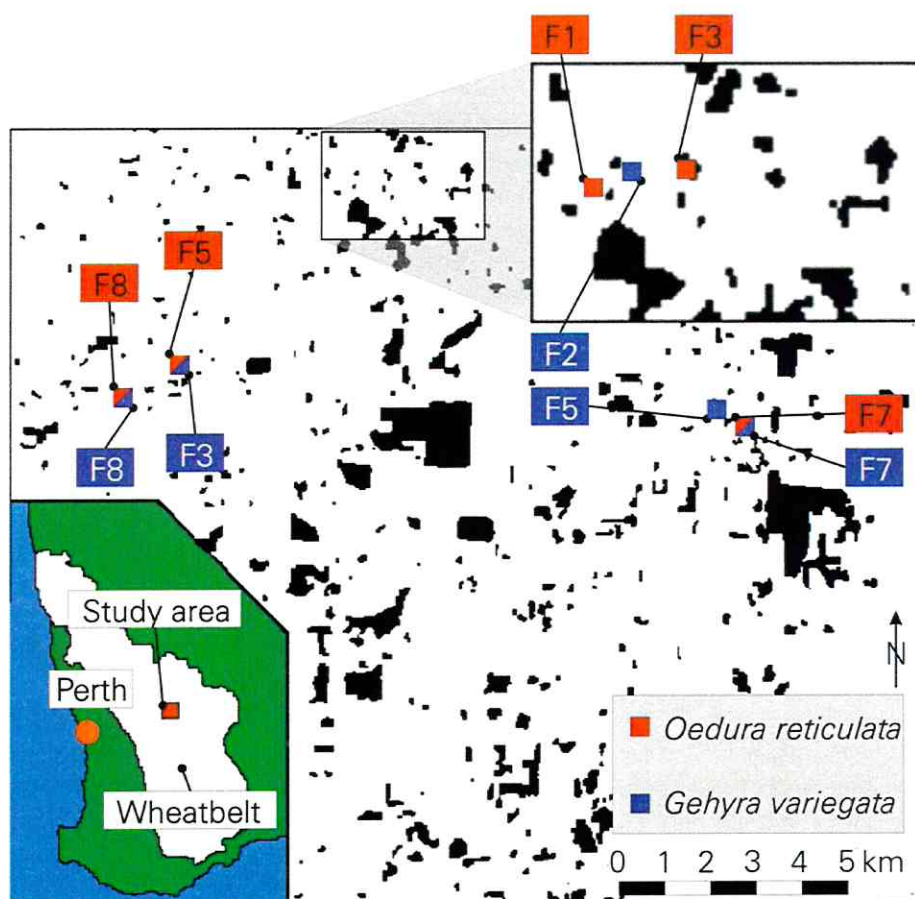 F1
F3
F5
F8
F2
F5
F7
F8
F3
F7
Study area
Perth
Wheatbelt
N
Oedura reticulata
Gehyra variegata
0 1 2 3 4 5 km